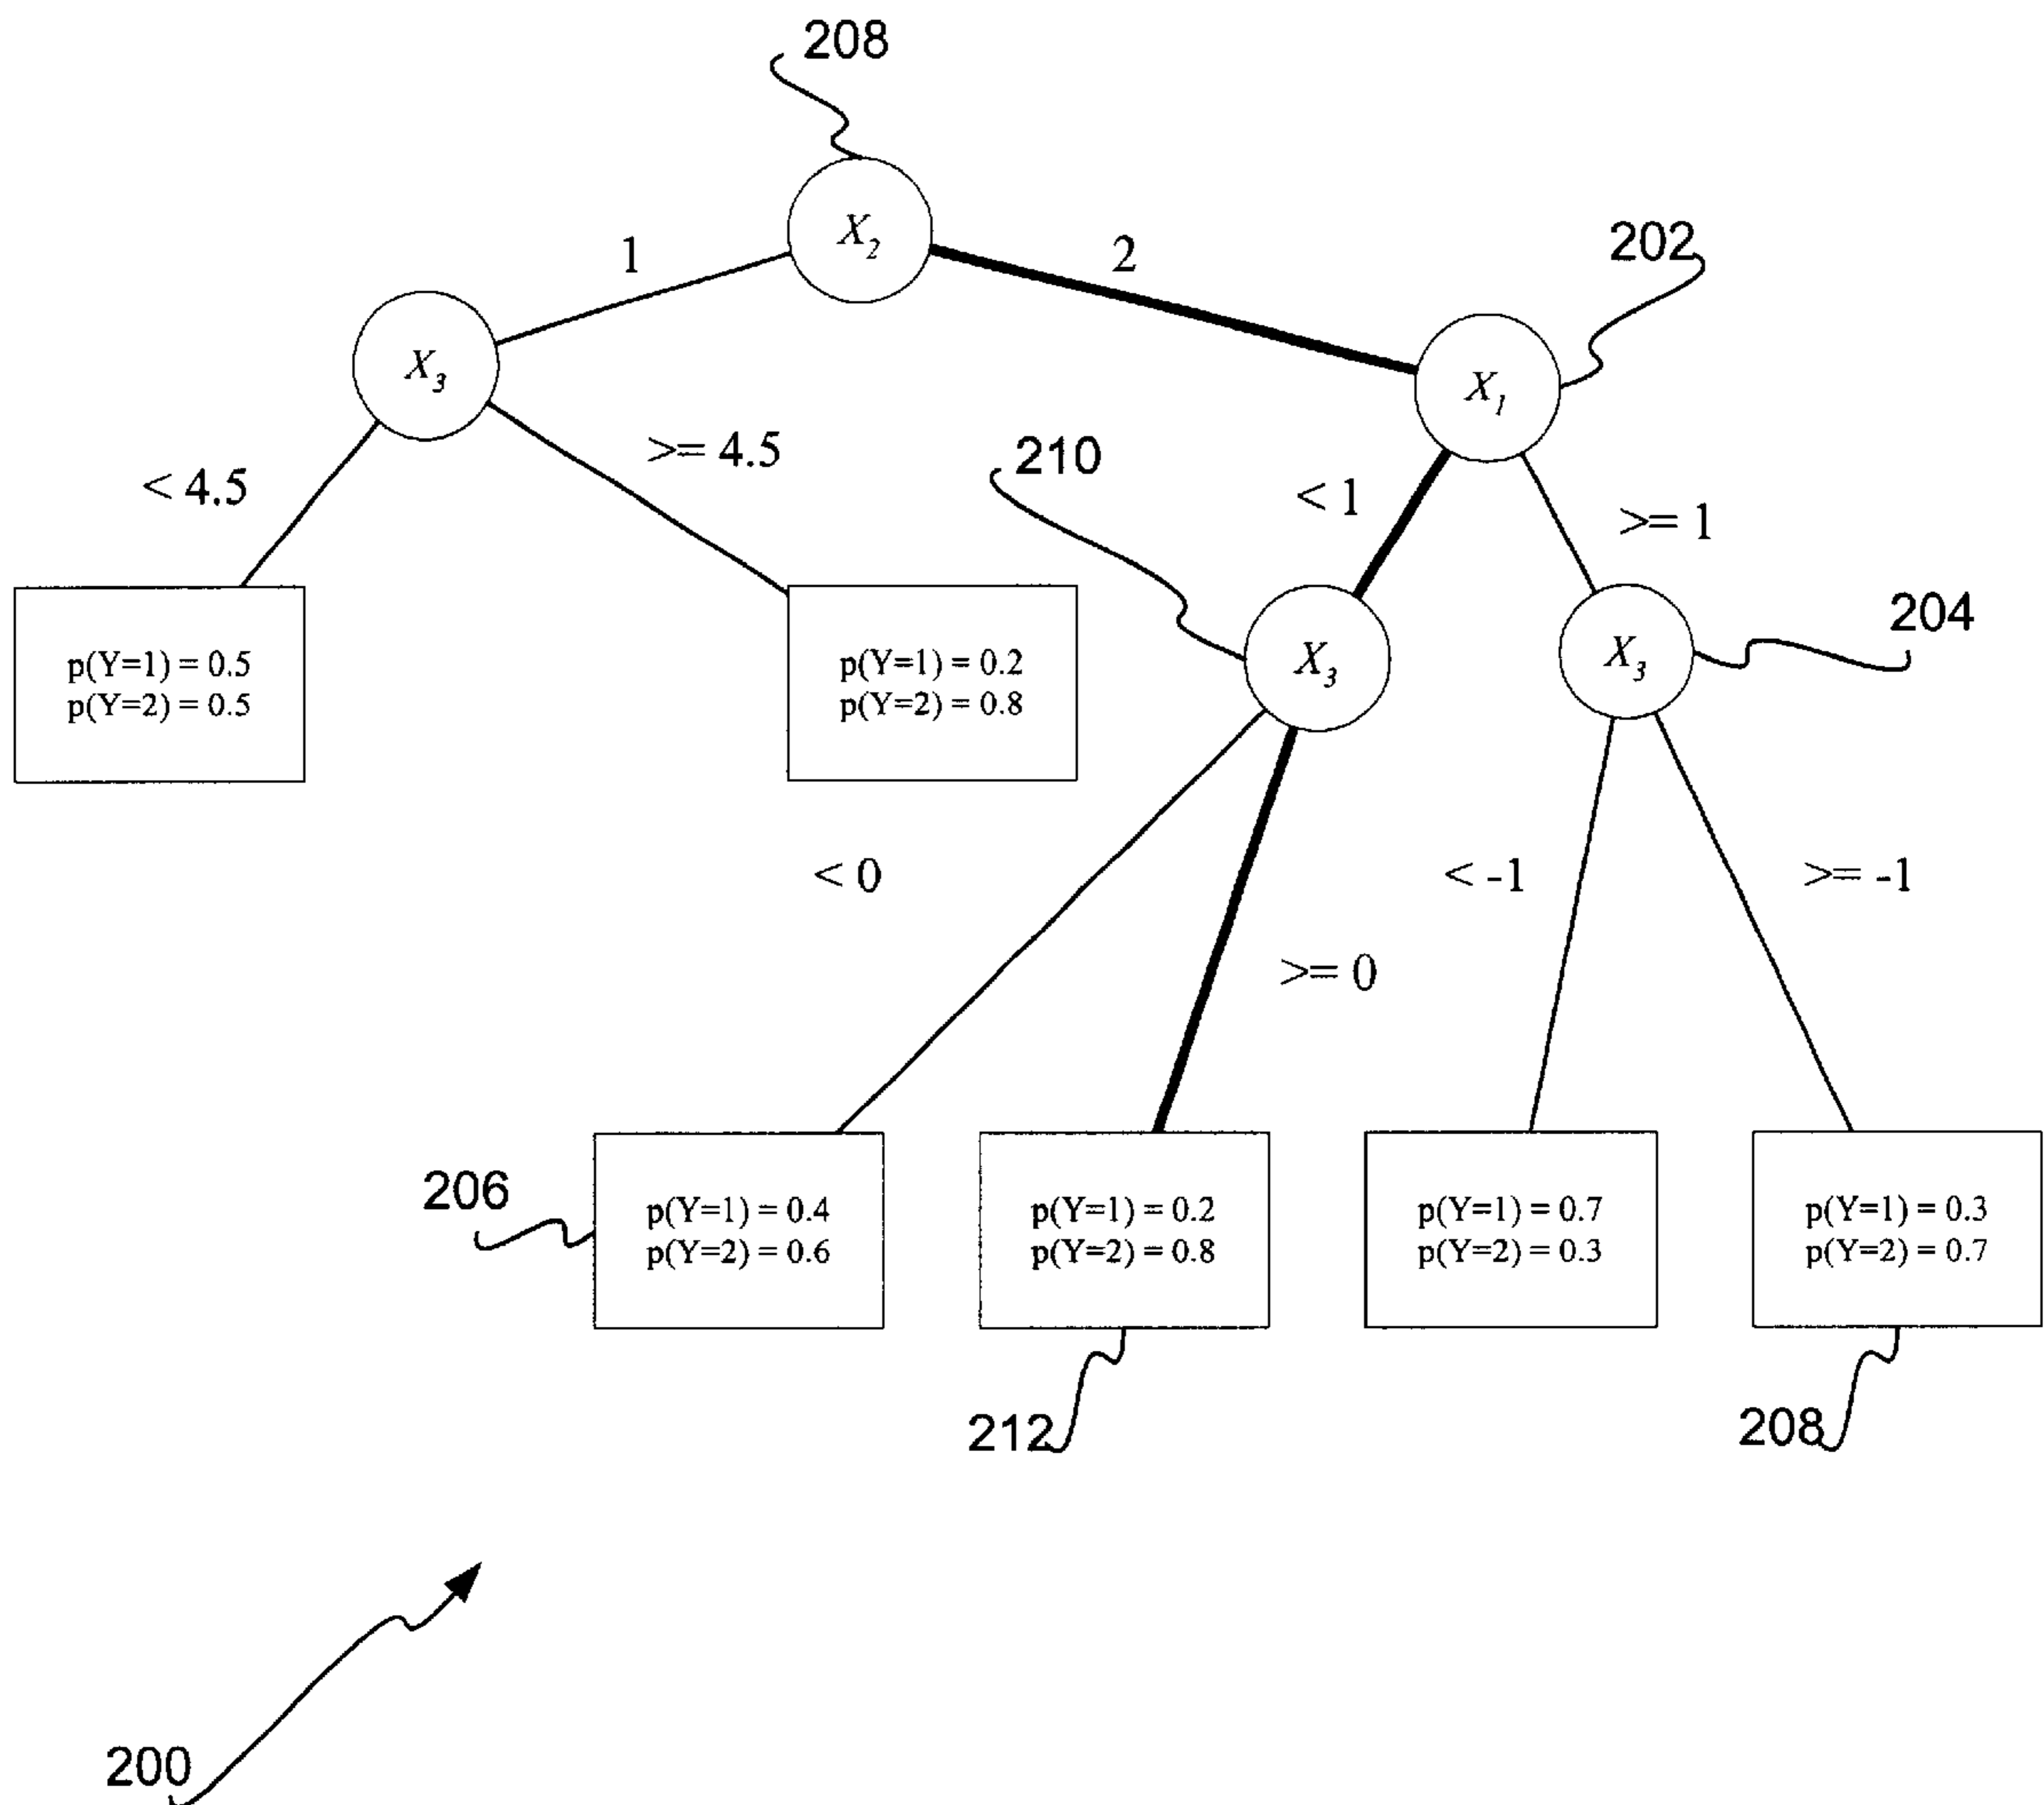 208
X₂
1
2
202
X₃
X₁
< 4.5
>= 4.5
210
< 1
>= 1
204
X₃
X₃
p(Y=1) = 0.5
p(Y=2) = 0.5
p(Y=1) = 0.2
p(Y=2) = 0.8
< 0
< -1
>= -1
>= 0
206
p(Y=1) = 0.4
p(Y=2) = 0.6
p(Y=1) = 0.2
p(Y=2) = 0.8
p(Y=1) = 0.7
p(Y=2) = 0.3
p(Y=1) = 0.3
p(Y=2) = 0.7
212
208
200